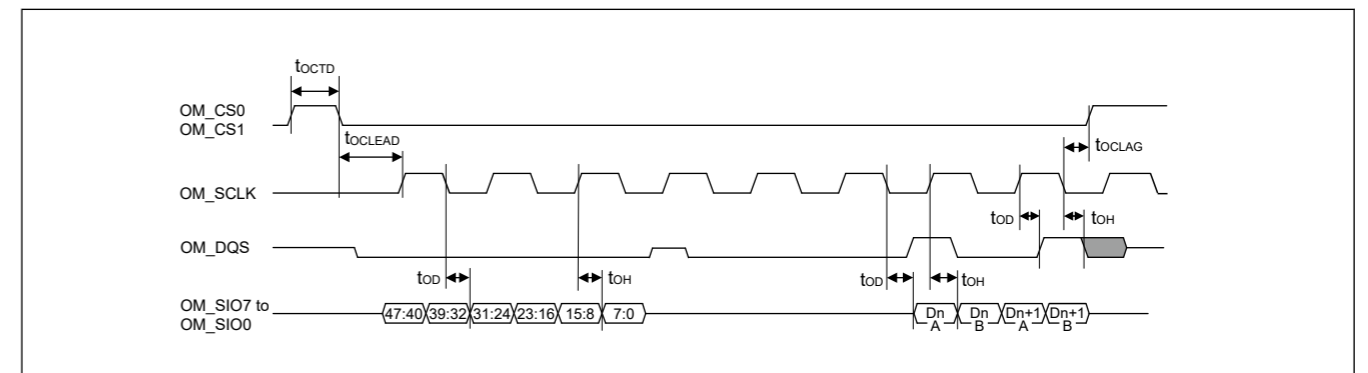 tOCTD
OM_CS0
OM_CS1
tOCLEAD
tOCLAG
OM_SCLK
tOD
tOH
OM_DQS
tOD
tOH
tOD
tOH
OM_SIO7 to
OM_SIO0
47:40 39:32 31:24 23:16 15:8 7:0
Dn Dn Dn+1 Dn+1
A B A B